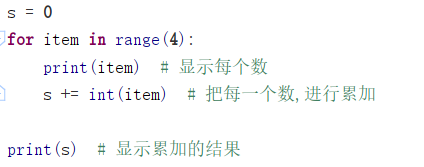 s = 0
for item in range(4):
    print(item)  # 显示每个数
    s += int(item)  # 把每一个数,进行累加
print(s)  # 显示累加的结果